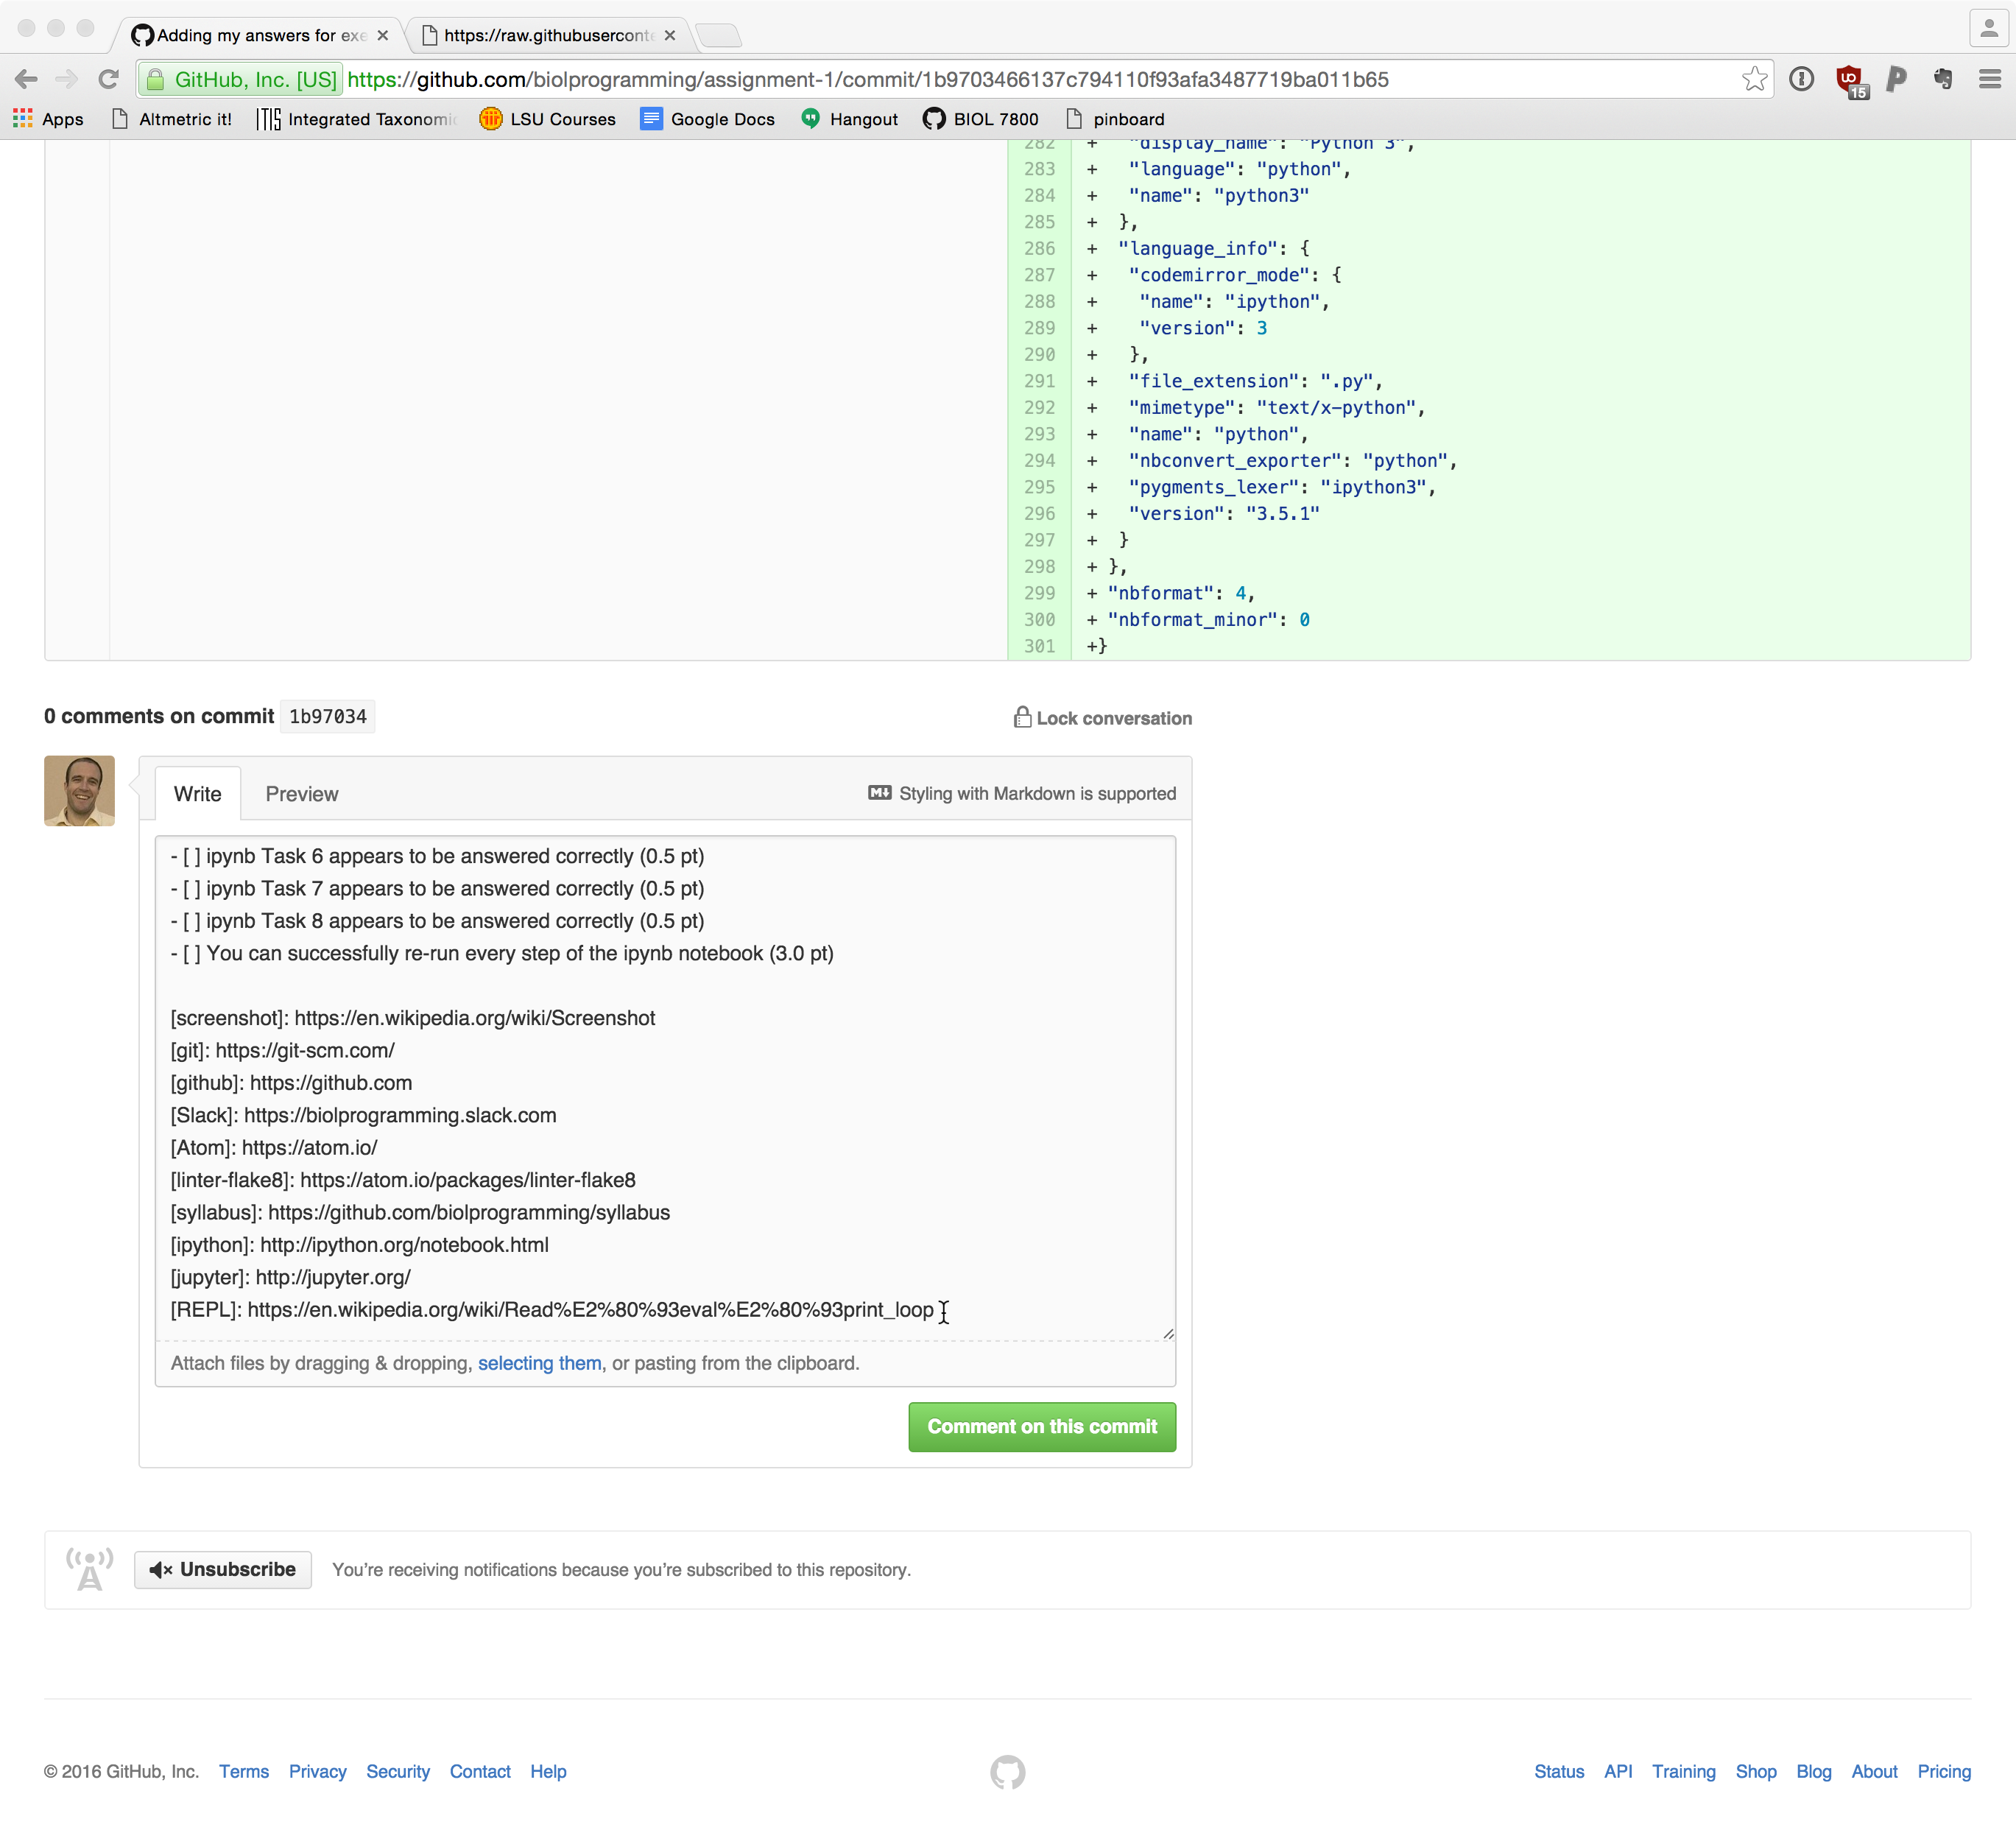 Adding my answers for exe
https://raw.githubusercont
GitHub, Inc. [US] https://github.com/biolprogramming/assignment-1/commit/1b9703466137c794110f93afa3487719ba011b65
15
Apps Altmetric it! Integrated Taxonomic LSU Courses Google Docs Hangout BIOL 7800 pinboard
282 + "display_name": "Python 3",
283 + "language": "python",
284 + "name": "python3"
285 + },
286 + "language_info": {
287 + "codemirror_mode": {
288 + "name": "ipython",
289 + "version": 3
290 + },
291 + "file_extension": ".py",
292 + "mimetype": "text/x-python",
293 + "name": "python",
294 + "nbconvert_exporter": "python",
295 + "pygments_lexer": "ipython3",
296 + "version": "3.5.1"
297 + }
298 + },
299 + "nbformat": 4,
300 + "nbformat_minor": 0
301 +}
0 comments on commit 1b97034
Lock conversation
Write Preview Styling with Markdown is supported
- [ ] ipynb Task 6 appears to be answered correctly (0.5 pt)
- [ ] ipynb Task 7 appears to be answered correctly (0.5 pt)
- [ ] ipynb Task 8 appears to be answered correctly (0.5 pt)
- [ ] You can successfully re-run every step of the ipynb notebook (3.0 pt)
[screenshot]: https://en.wikipedia.org/wiki/Screenshot
[git]: https://git-scm.com/
[github]: https://github.com
[Slack]: https://biolprogramming.slack.com
[Atom]: https://atom.io/
[linter-flake8]: https://atom.io/packages/linter-flake8
[syllabus]: https://github.com/biolprogramming/syllabus
[ipython]: http://ipython.org/notebook.html
[jupyter]: http://jupyter.org/
[REPL]: https://en.wikipedia.org/wiki/Read%E2%80%93eval%E2%80%93print_loop
Attach files by dragging & dropping, selecting them, or pasting from the clipboard.
Comment on this commit
Unsubscribe You're receiving notifications because you're subscribed to this repository.
© 2016 GitHub, Inc. Terms Privacy Security Contact Help
Status API Training Shop Blog About Pricing